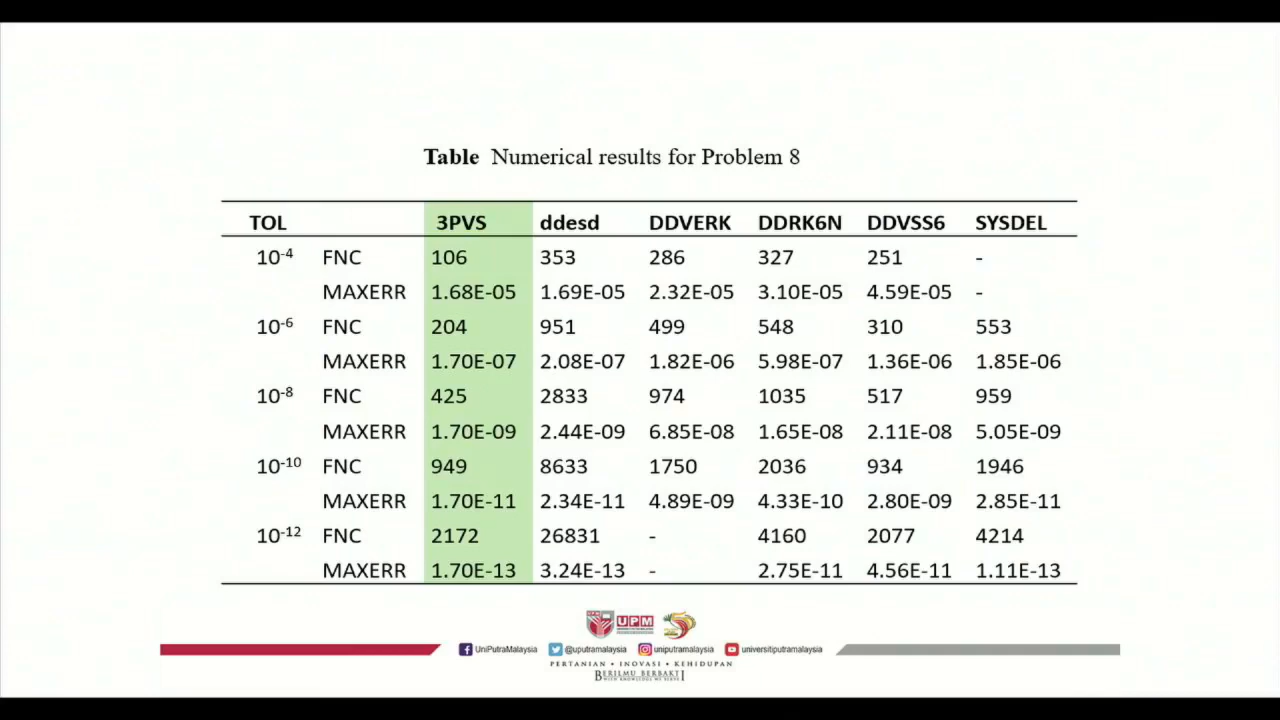 Table Numerical results for Problem 8
TOL 3PVS ddesd DDVERK DDRK6N DDVSS6 SYSDEL
10-4 FNC 106 353 286 327 251 -
MAXERR 1.68E-05 1.69E-05 2.32E-05 3.10E-05 4.59E-05 -
10-6 FNC 204 951 499 548 310 553
MAXERR 1.70E-07 2.08E-07 1.82E-06 5.98E-07 1.36E-06 1.85E-06
10-8 FNC 425 2833 974 1035 517 959
MAXERR 1.70E-09 2.44E-09 6.85E-08 1.65E-08 2.11E-08 5.05E-09
10-10 FNC 949 8633 1750 2036 934 1946
MAXERR 1.70E-11 2.34E-11 4.89E-09 4.33E-10 2.80E-09 2.85E-11
10-12 FNC 2172 26831 - 4160 2077 4214
MAXERR 1.70E-13 3.24E-13 - 2.75E-11 4.56E-11 1.11E-13
UPM
UniPutraMalaysia @uputramalaysia uniputramalaysia universitiputramalaysia
PERTANIAN • INOVASI • KEHIDUPAN
BERILMU BERBAKTI
WITH KNOWLEDGE WE SERVE